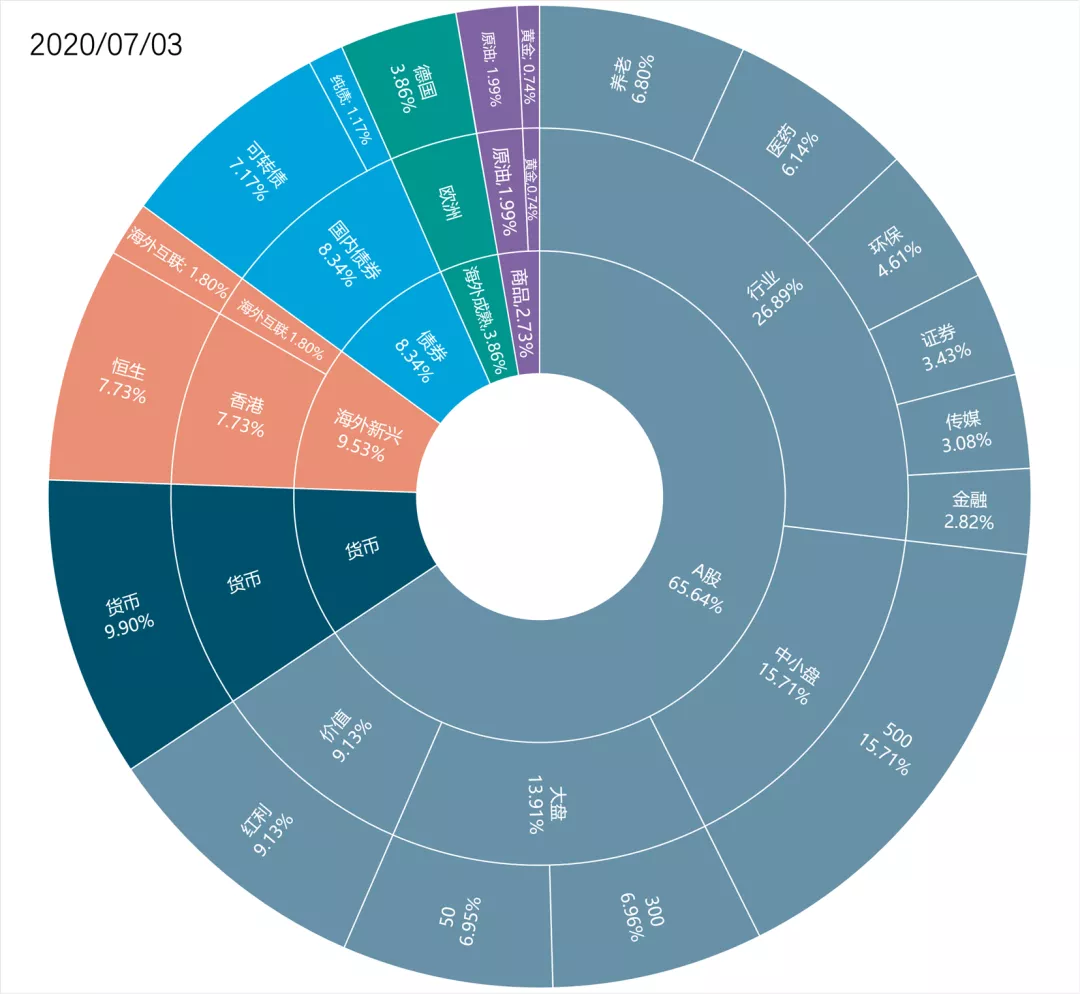 2020/07/03
养老
6.80%
医药
6.14%
环保
4.61%
证券
3.43%
传媒
3.08%
金融
2.82%
500
15.71%
300
6.96%
50
6.95%
红利
9.13%
货币
9.90%
恒生
7.73%
海外互联; 1.80%
可转债
7.17%
纯债; 1.17%
德国
3.86%
原油; 1.99%
黄金; 0.74%
行业
26.89%
中小盘
15.71%
大盘
13.91%
价值
9.13%
货币
香港
7.73%
海外互联,1.80%
国内债券
8.34%
欧洲
原油,1.99%
黄金,0.74%
A股
65.64%
货币
海外新兴
9.53%
债券
8.34%
海外成熟,3.86%
商品,2.73%